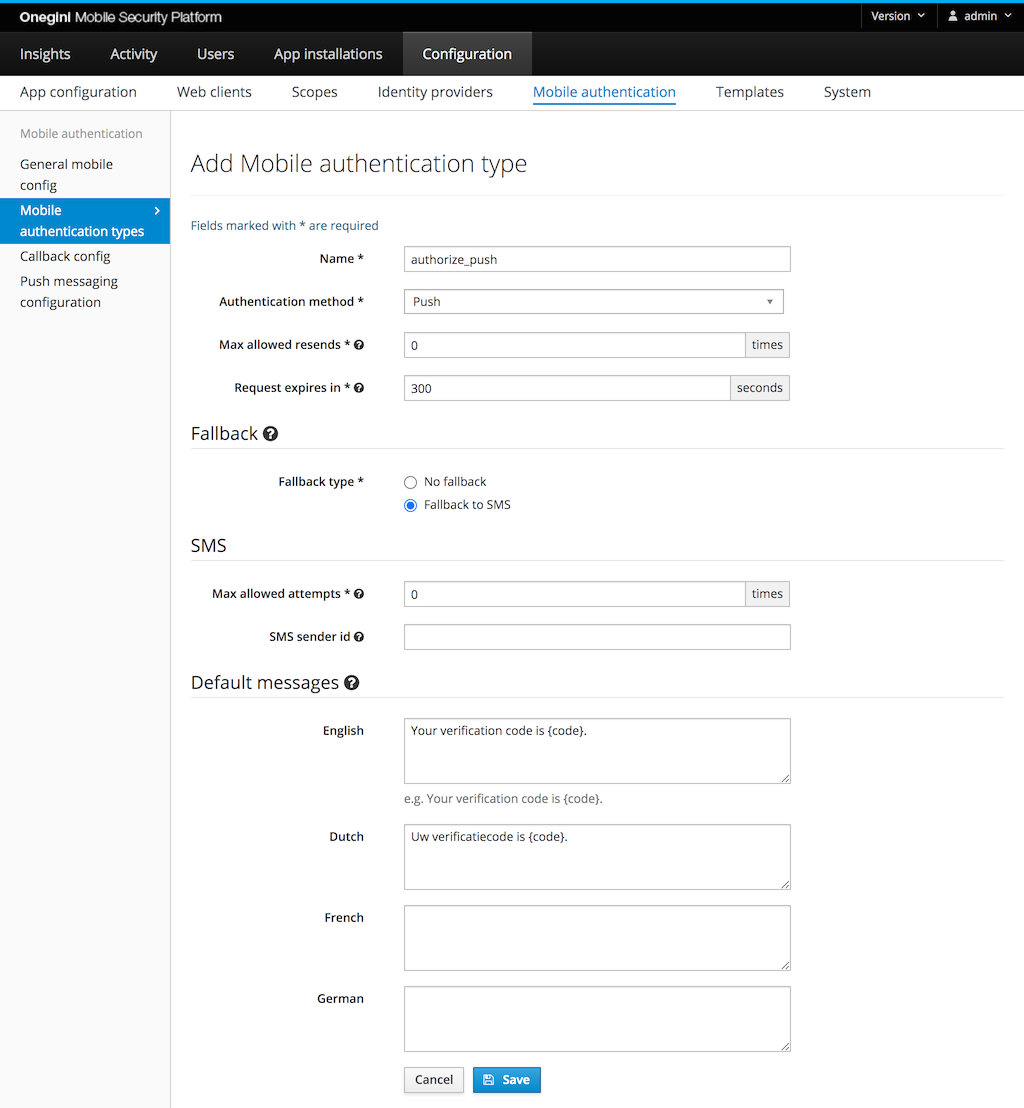 Onegini Mobile Security Platform
Version
admin
Insights
Activity
Users
App installations
Configuration
App configuration
Web clients
Scopes
Identity providers
Mobile authentication
Templates
System
Mobile authentication
General mobile
config
Mobile
authentication types
Callback config
Push messaging
configuration
Add Mobile authentication type
Fields marked with * are required
Name *
authorize_push
Authentication method *
Push
Max allowed resends *
0
times
Request expires in *
300
seconds
Fallback
Fallback type *
No fallback
Fallback to SMS
SMS
Max allowed attempts *
0
times
SMS sender id
Default messages
English
Your verification code is {code}.
e.g. Your verification code is {code}.
Dutch
Uw verificatiecode is {code}.
French
German
Cancel
Save